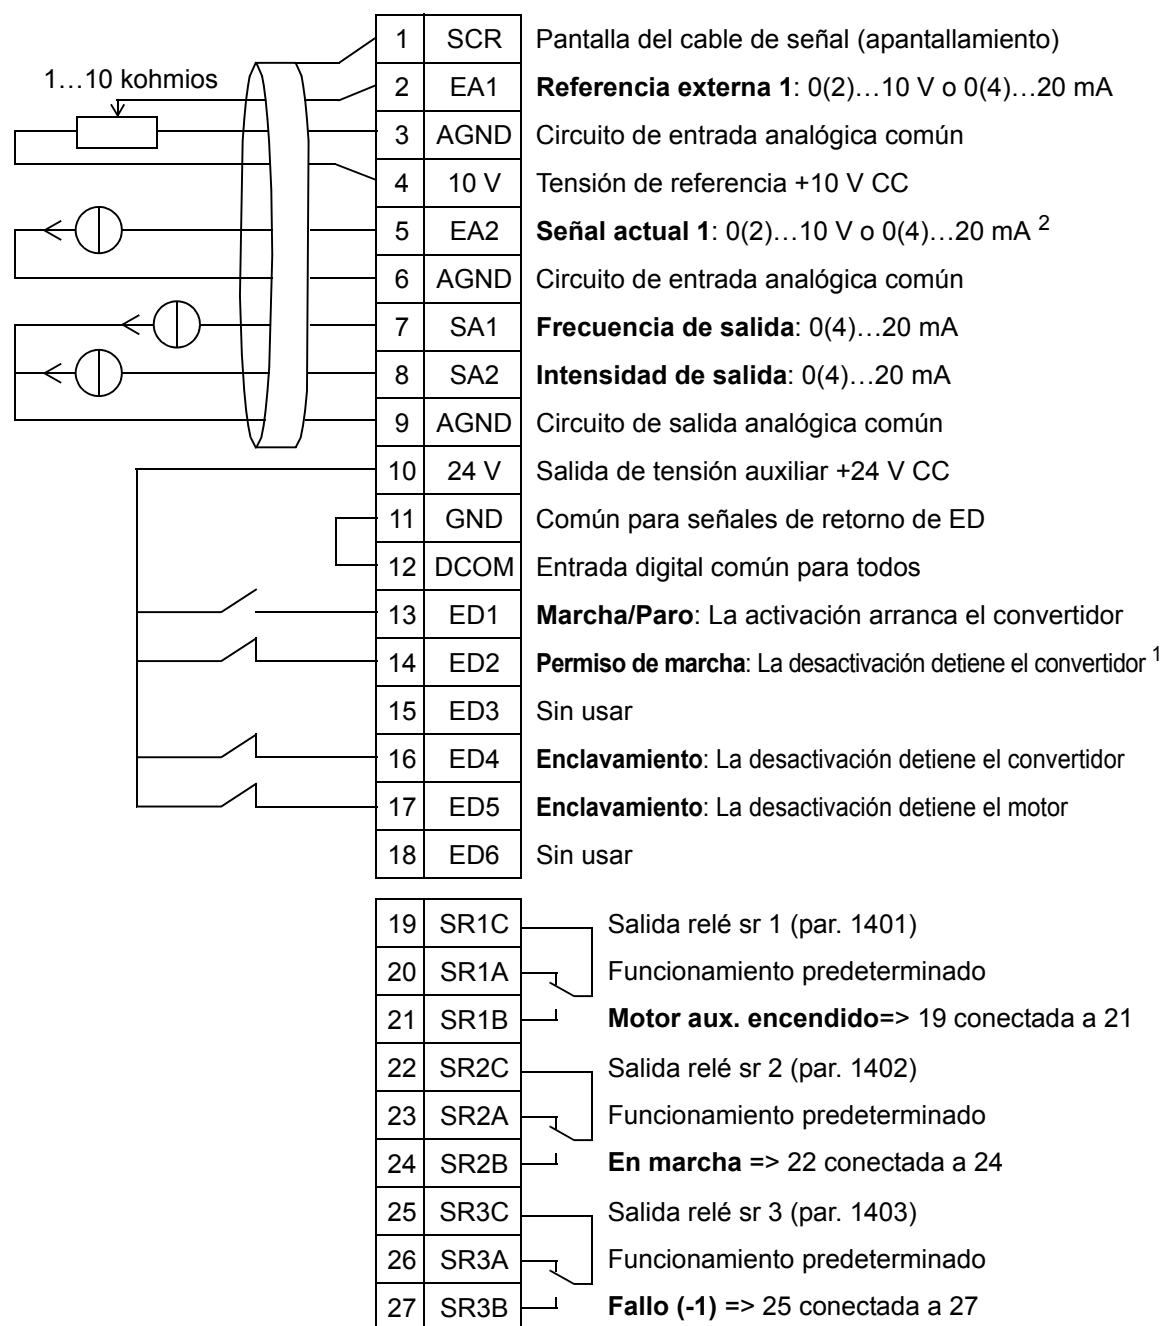 1 SCR Pantalla del cable de señal (apantallamiento)
1…10 kohmios
2 EA1 Referencia externa 1: 0(2)…10 V o 0(4)…20 mA
3 AGND Circuito de entrada analógica común
4 10 V Tensión de referencia +10 V CC
5 EA2 Señal actual 1: 0(2)…10 V o 0(4)…20 mA 2
6 AGND Circuito de entrada analógica común
7 SA1 Frecuencia de salida: 0(4)…20 mA
8 SA2 Intensidad de salida: 0(4)…20 mA
9 AGND Circuito de salida analógica común
10 24 V Salida de tensión auxiliar +24 V CC
11 GND Común para señales de retorno de ED
12 DCOM Entrada digital común para todos
13 ED1 Marcha/Paro: La activación arranca el convertidor
14 ED2 Permiso de marcha: La desactivación detiene el convertidor 1
15 ED3 Sin usar
16 ED4 Enclavamiento: La desactivación detiene el convertidor
17 ED5 Enclavamiento: La desactivación detiene el motor
18 ED6 Sin usar
19 SR1C Salida relé sr 1 (par. 1401)
20 SR1A Funcionamiento predeterminado
21 SR1B Motor aux. encendido=> 19 conectada a 21
22 SR2C Salida relé sr 2 (par. 1402)
23 SR2A Funcionamiento predeterminado
24 SR2B En marcha => 22 conectada a 24
25 SR3C Salida relé sr 3 (par. 1403)
26 SR3A Funcionamiento predeterminado
27 SR3B Fallo (-1) => 25 conectada a 27